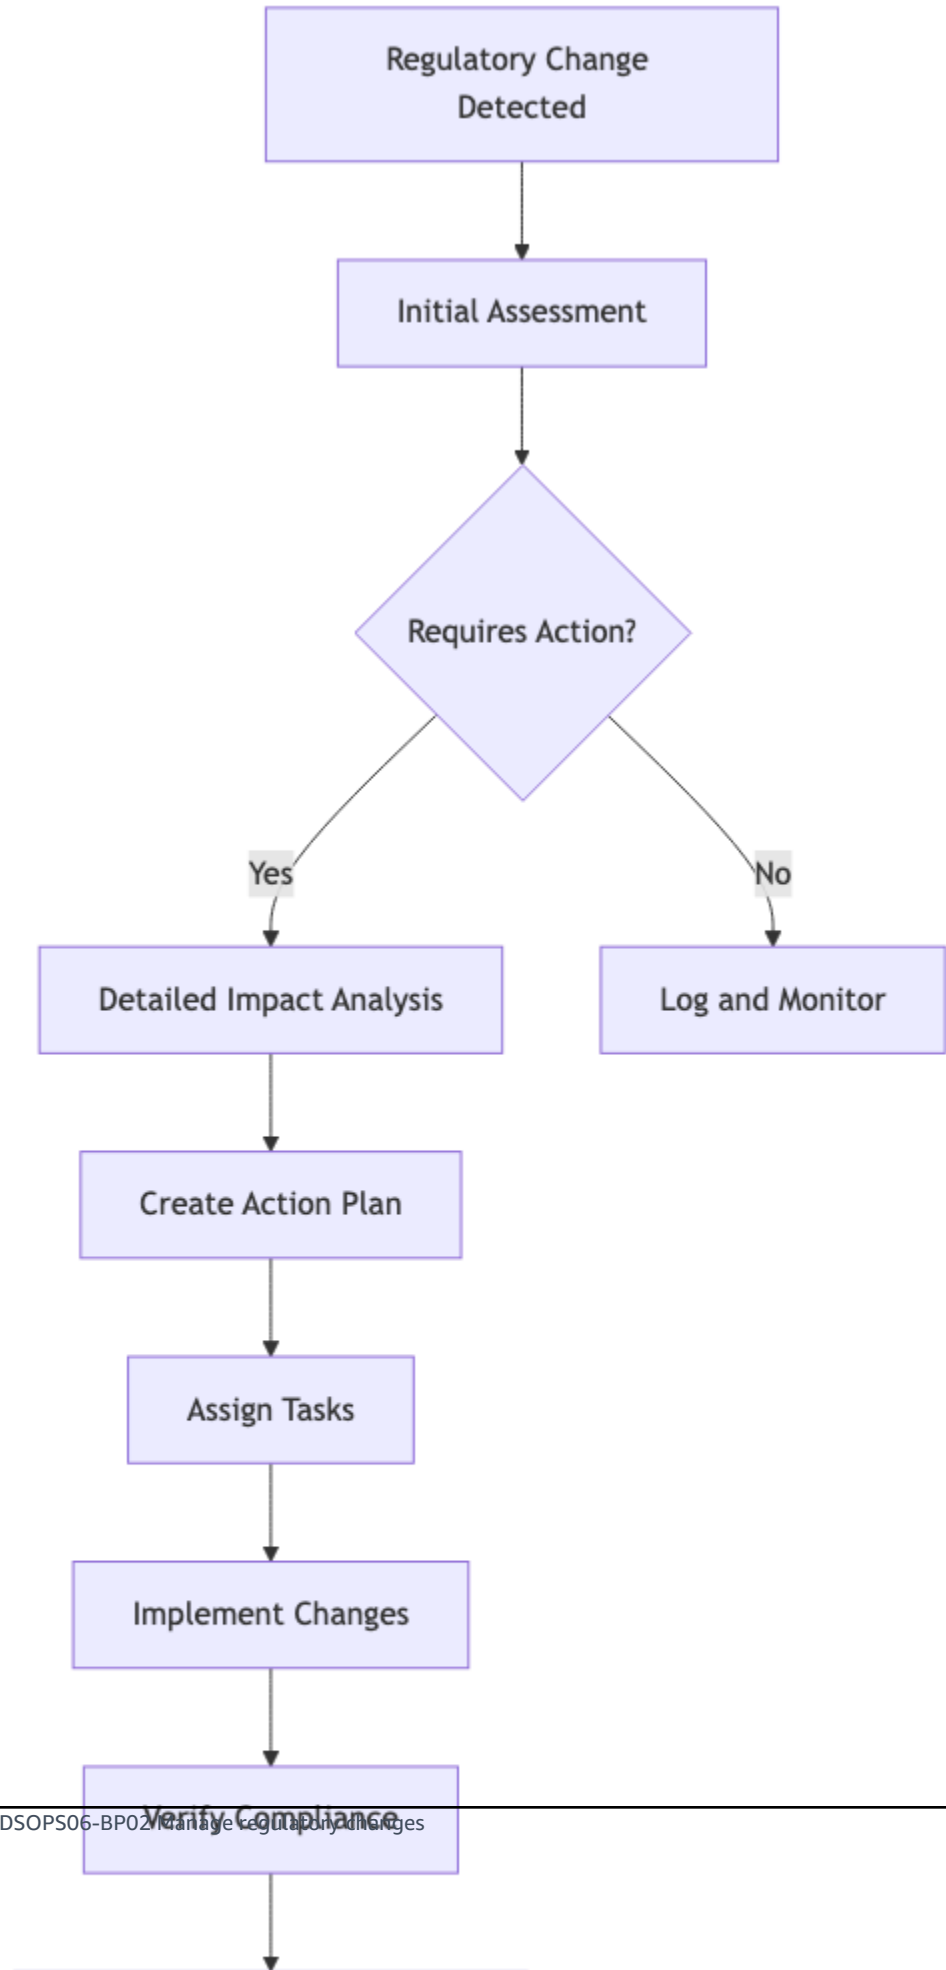 Regulatory Change
Detected
Initial Assessment
Requires Action?
Yes
No
Detailed Impact Analysis
Log and Monitor
Create Action Plan
Assign Tasks
Implement Changes
Verify Compliance
DSOPS06-BP02 Manage regulatory changes